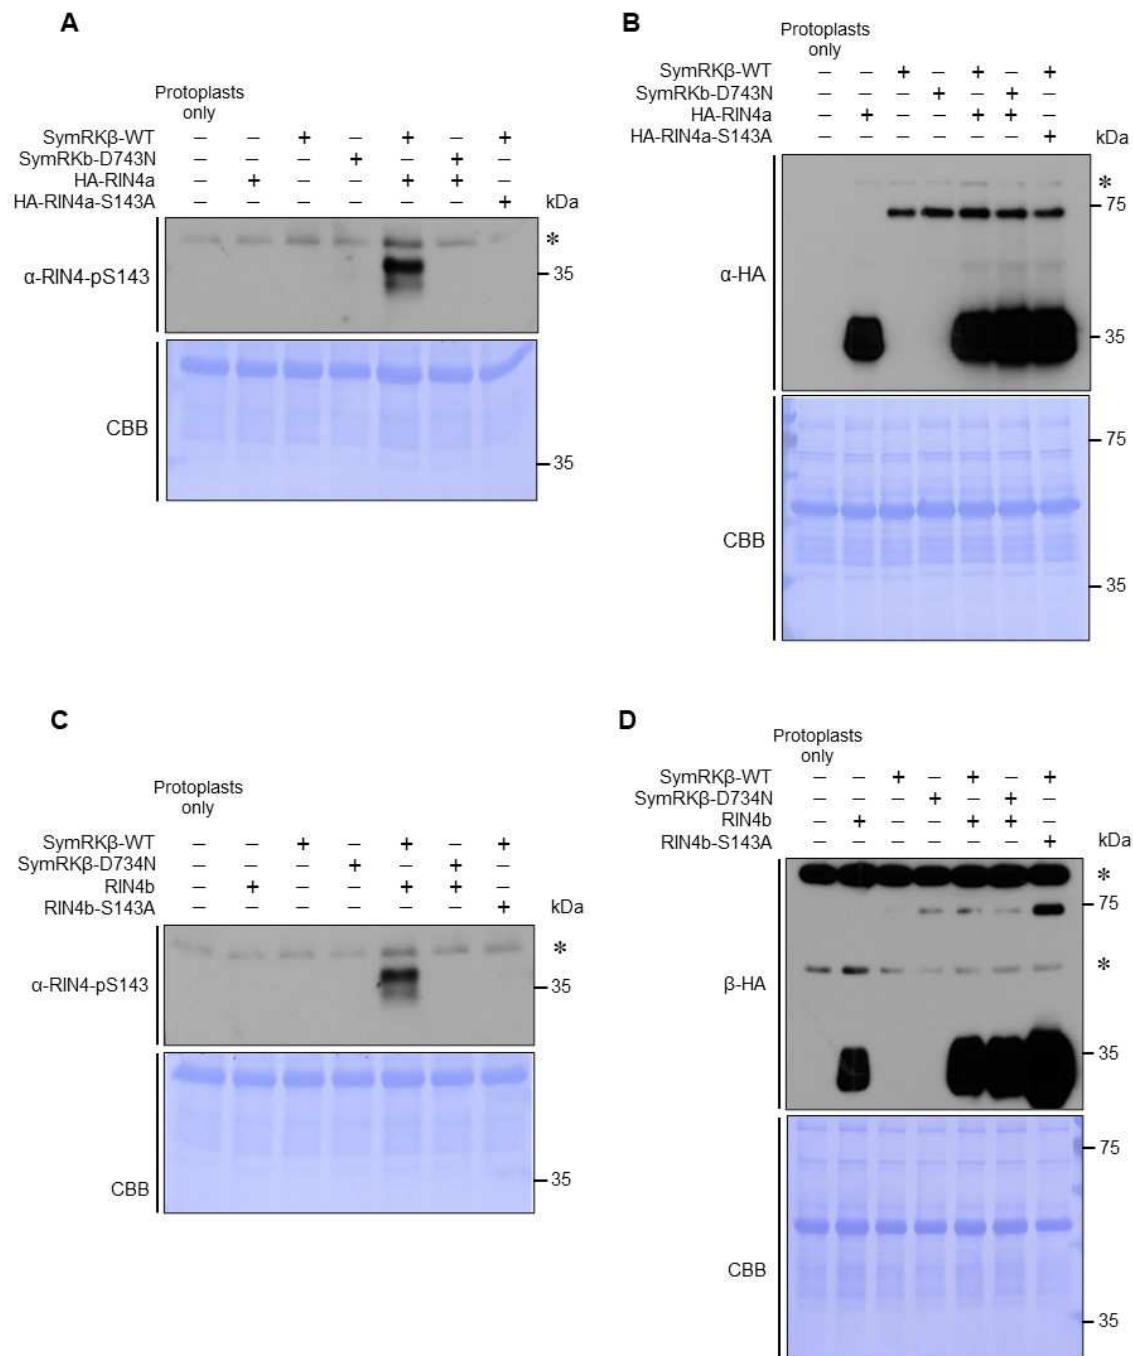 A
Protoplasts
only
SymRKβ-WT – – + – + – +
SymRKb-D743N – – – + – + –
HA-RIN4a – + – – + + –
HA-RIN4a-S143A – – – – – – + kDa
*
α-RIN4-pS143
35
CBB
35
B
Protoplasts
only
SymRKβ-WT – – + – + – +
SymRKb-D743N – – – + – + –
HA-RIN4a – + – – + + –
HA-RIN4a-S143A – – – – – – + kDa
*
75
α-HA
35
75
CBB
35
C
Protoplasts
only
SymRKβ-WT – – + – + – +
SymRKβ-D734N – – – + – + –
RIN4b – + – – + + –
RIN4b-S143A – – – – – – + kDa
*
α-RIN4-pS143
35
CBB
35
D
Protoplasts
only
SymRKβ-WT – – + – + – +
SymRKβ-D734N – – – + – + –
RIN4b – + – – + + –
RIN4b-S143A – – – – – – + kDa
*
75
*
β-HA
35
75
CBB
35